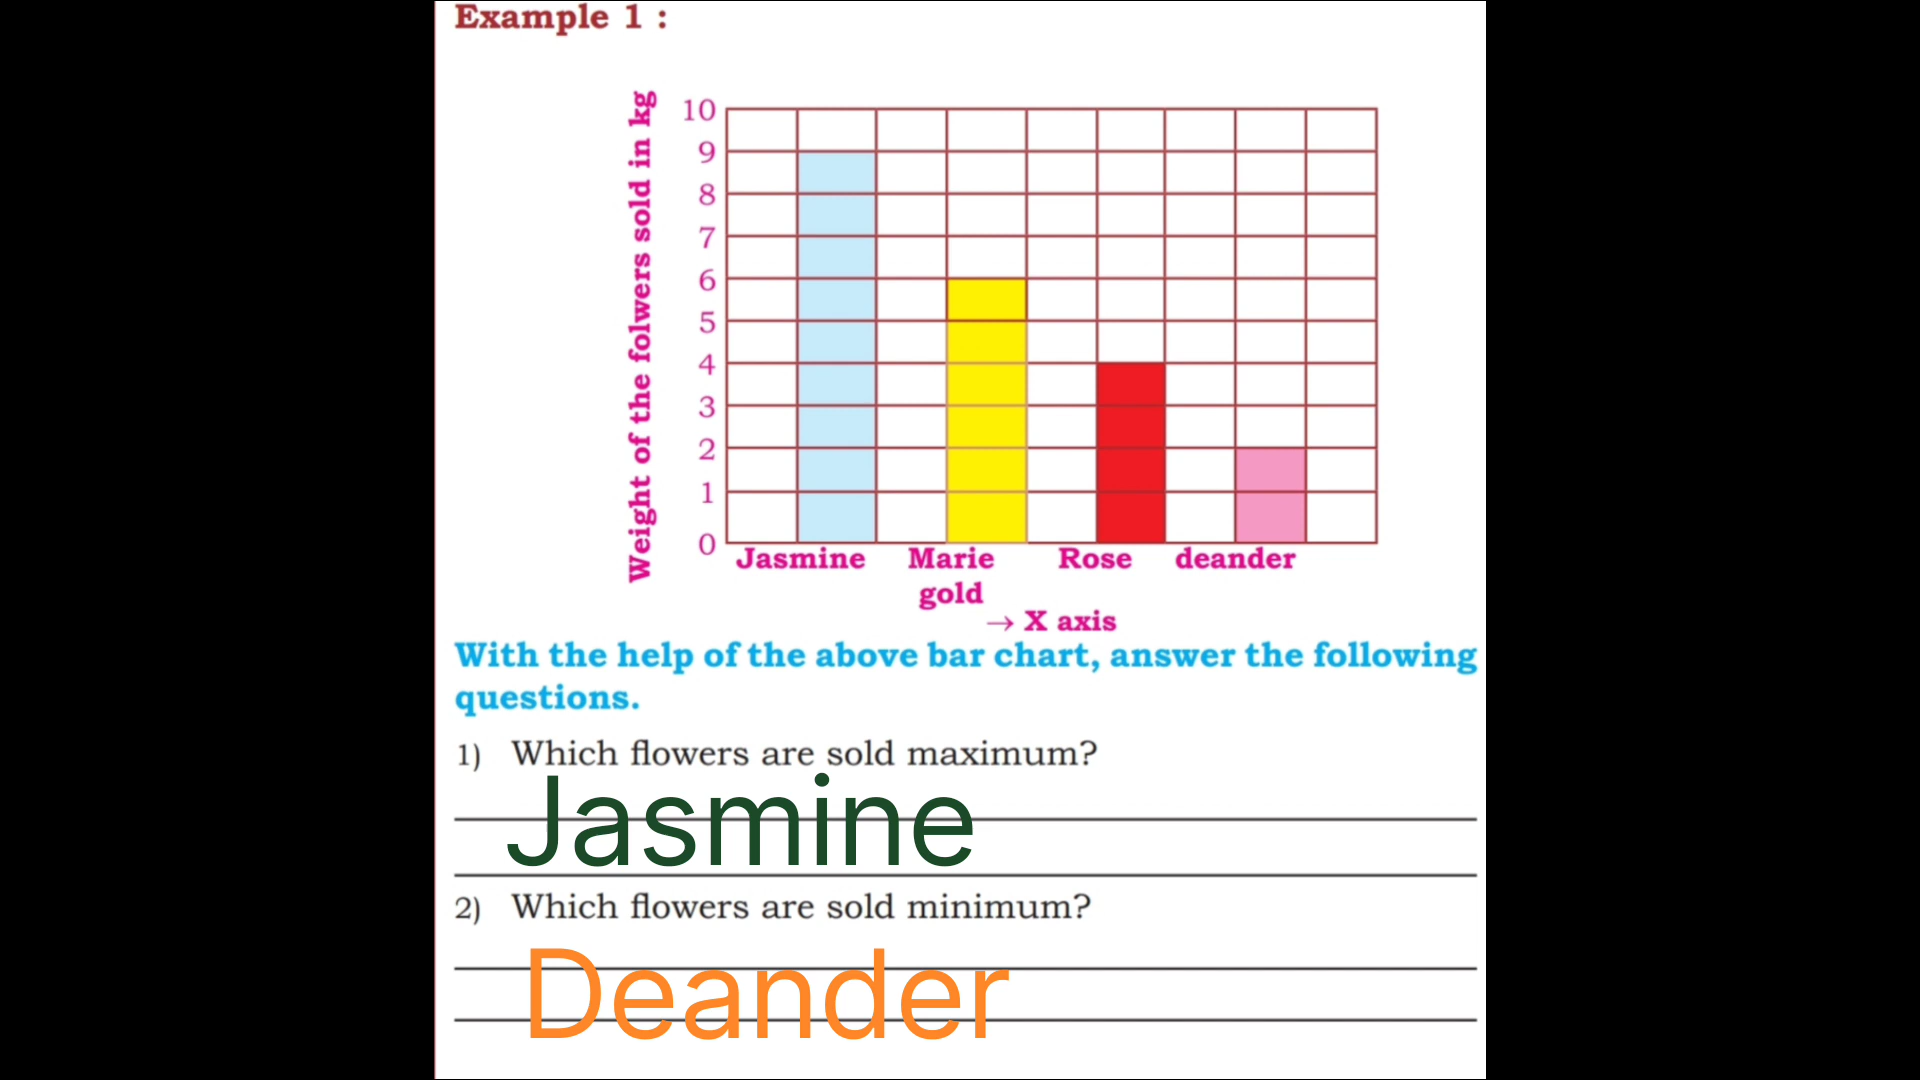 Example 1 :
Weight of the folwers sold in kg
10
9
8
7
6
5
4
3
2
1
0
Jasmine Marie Rose deander
gold
→ X axis
With the help of the above bar chart, answer the following
questions.
1) Which flowers are sold maximum?
Jasmine
2) Which flowers are sold minimum?
Deander